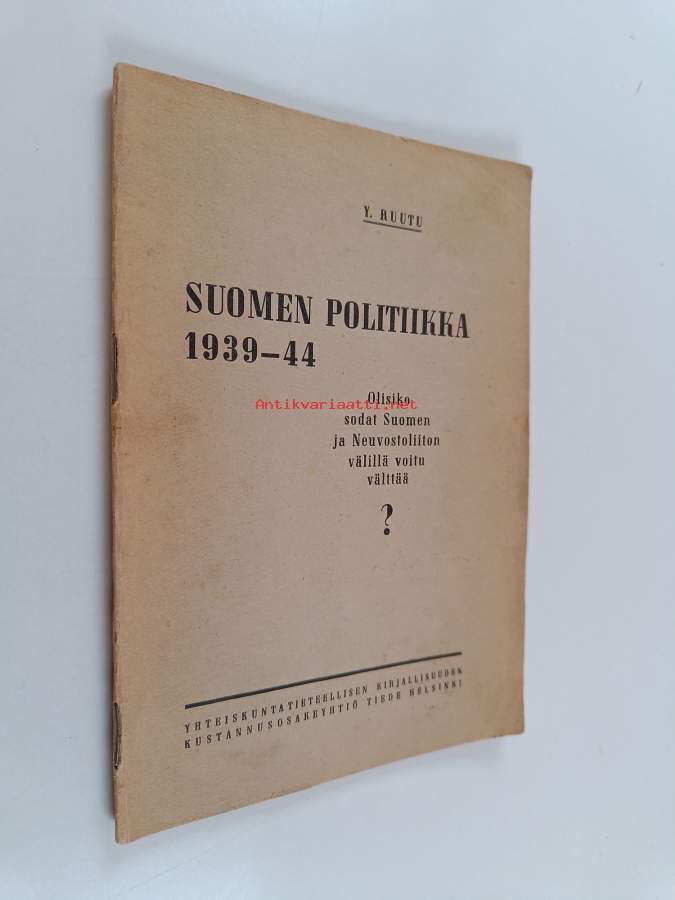 Y. RUUTU
SUOMEN POLITIIKKA
1939–44
Olisiko
Antikvariaatti.net
sodat Suomen
ja Neuvostoliiton
välillä voitu
välttää
?
YHTEISKUNTATIETEELLISEN KIRJALLISUUDEN
KUSTANNUSOSAKEYHTIÖ TIEDE HELSINKI